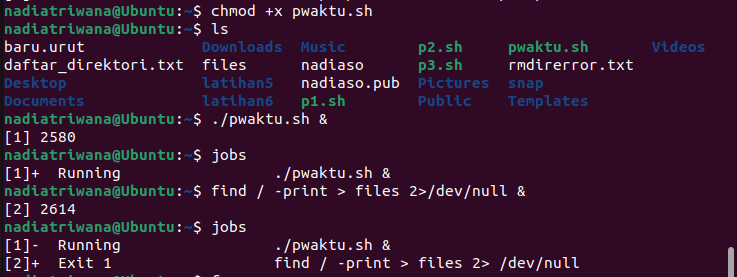 nadiatriwana@Ubuntu:~$ chmod +x pwaktu.sh
nadiatriwana@Ubuntu:~$ ls
baru.urut Downloads Music p2.sh pwaktu.sh Videos
daftar_direktori.txt files nadiaso p3.sh rmdirerror.txt
Desktop latihan5 nadiaso.pub Pictures snap
Documents latihan6 p1.sh Public Templates
nadiatriwana@Ubuntu:~$ ./pwaktu.sh &
[1] 2580
nadiatriwana@Ubuntu:~$ jobs
[1]+ Running ./pwaktu.sh &
nadiatriwana@Ubuntu:~$ find / -print > files 2>/dev/null &
[2] 2614
nadiatriwana@Ubuntu:~$ jobs
[1]- Running ./pwaktu.sh &
[2]+ Exit 1 find / -print > files 2> /dev/null